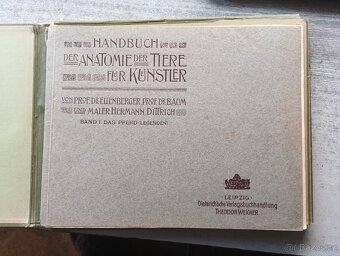 HANDBUCH
DER ANATOMIE DER TIERE
FÜR KÜNSTLER
VON PROF. DR. ELLENBERGER, PROF. DR. BAUM
UND MALER HERMANN DITTRICH
BAND I: DAS PFERD (LEGENDEN)
LEIPZIG
Dieterich'sche Verlagsbuchhandlung
THEODOR WEICHER